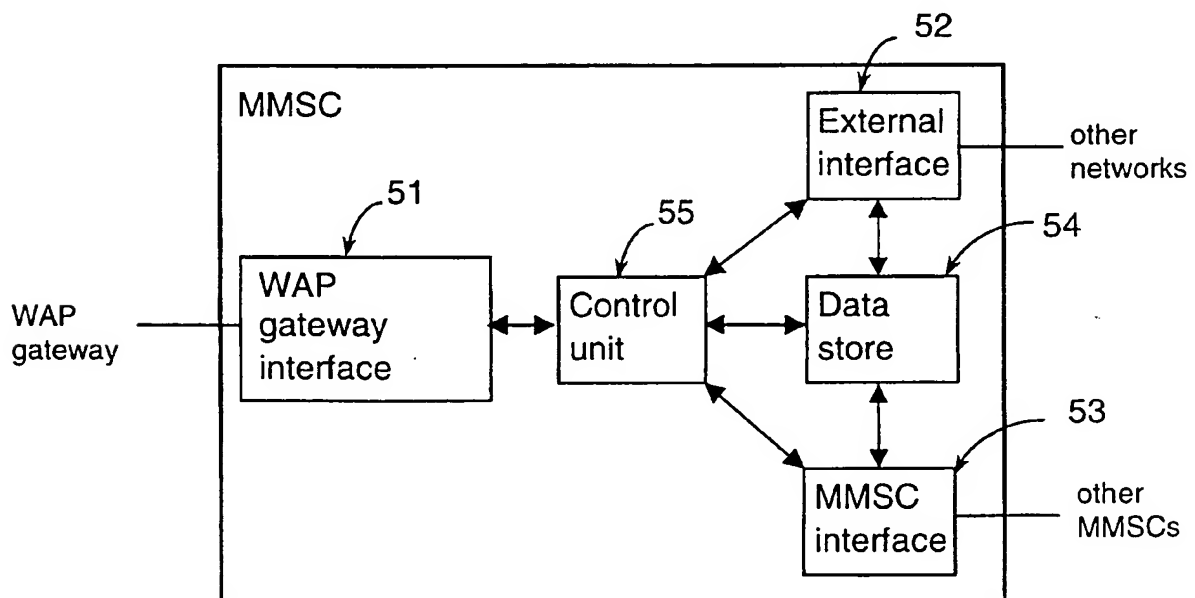 52
MMSC
External
interface
other
networks
51
55
54
WAP
gateway
interface
Control
unit
Data
store
WAP
gateway
53
MMSC
interface
other
MMSCs